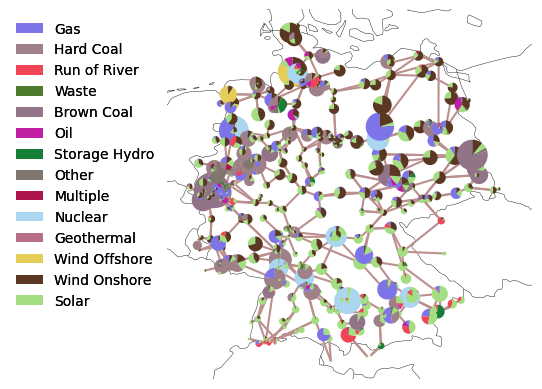 Gas
Hard Coal
Run of River
Waste
Brown Coal
Oil
Storage Hydro
Other
Multiple
Nuclear
Geothermal
Wind Offshore
Wind Onshore
Solar